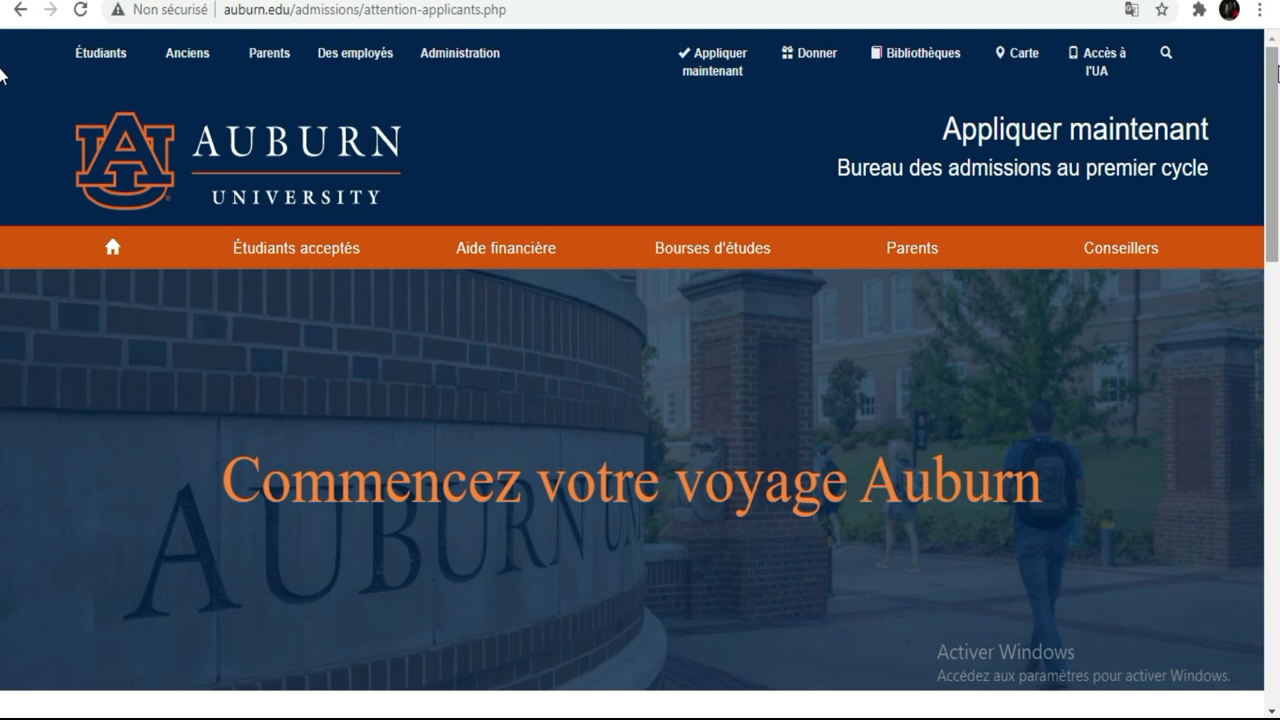 Non sécurisé auburn.edu/admissions/attention-applicants.php
Étudiants Anciens Parents Des employés Administration Appliquer maintenant Donner Bibliothèques Carte Accès à l'UA
AUBURN
UNIVERSITY
Appliquer maintenant
Bureau des admissions au premier cycle
Étudiants acceptés Aide financière Bourses d'études Parents Conseillers
Commencez votre voyage Auburn
AUBURN UN
Activer Windows
Accédez aux paramètres pour activer Windows.